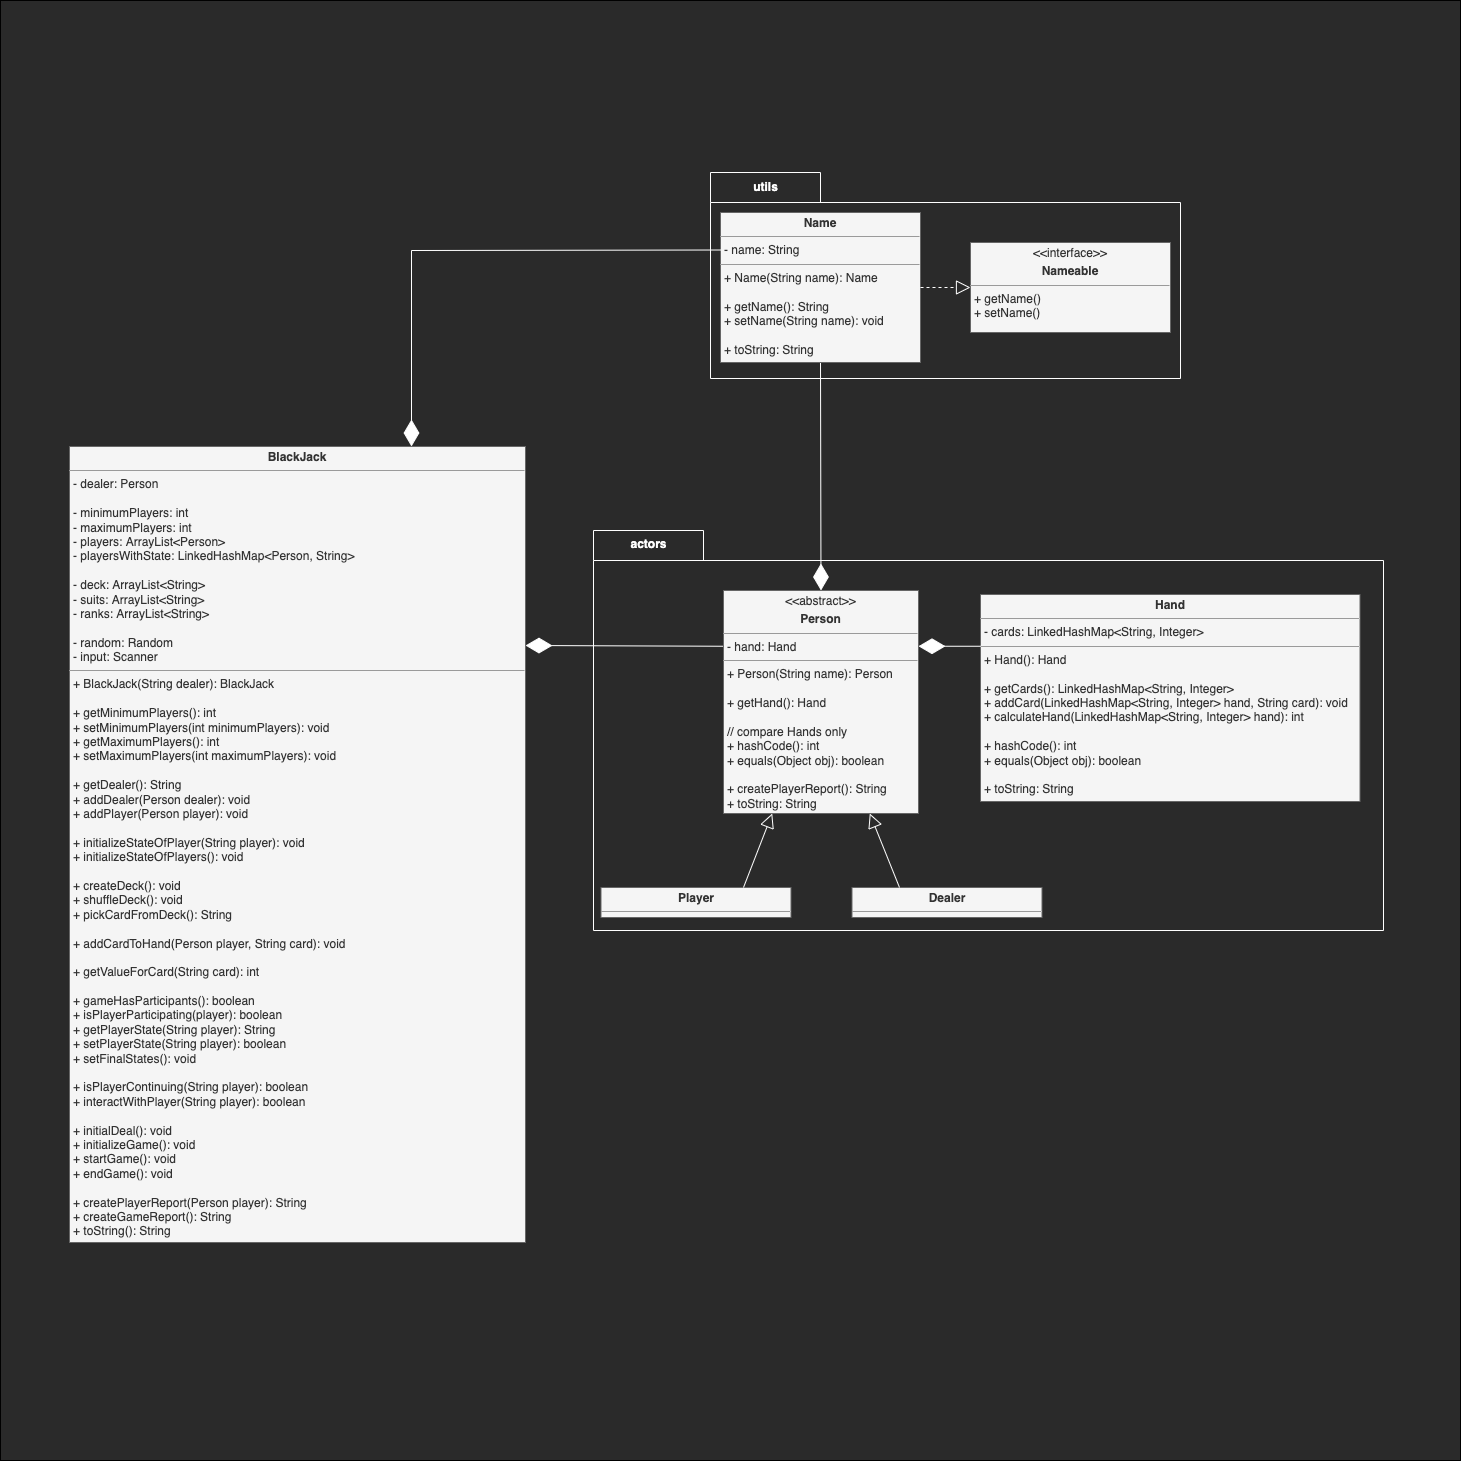 utils
Name
- name: String
+ Name(String name): Name
+ getName(): String
+ setName(String name): void
+ toString: String
<<interface>>
Nameable
+ getName()
+ setName()
BlackJack
- dealer: Person
- minimumPlayers: int
- maximumPlayers: int
- players: ArrayList<Person>
- playersWithState: LinkedHashMap<Person, String>
- deck: ArrayList<String>
- suits: ArrayList<String>
- ranks: ArrayList<String>
- random: Random
- input: Scanner
+ BlackJack(String dealer): BlackJack
+ getMinimumPlayers(): int
+ setMinimumPlayers(int minimumPlayers): void
+ getMaximumPlayers(): int
+ setMaximumPlayers(int maximumPlayers): void
+ getDealer(): String
+ addDealer(Person dealer): void
+ addPlayer(Person player): void
+ initializeStateOfPlayer(String player): void
+ initializeStateOfPlayers(): void
+ createDeck(): void
+ shuffleDeck(): void
+ pickCardFromDeck(): String
+ addCardToHand(Person player, String card): void
+ getValueForCard(String card): int
+ gameHasParticipants(): boolean
+ isPlayerParticipating(player): boolean
+ getPlayerState(String player): String
+ setPlayerState(String player): boolean
+ setFinalStates(): void
+ isPlayerContinuing(String player): boolean
+ interactWithPlayer(String player): boolean
+ initialDeal(): void
+ initializeGame(): void
+ startGame(): void
+ endGame(): void
+ createPlayerReport(Person player): String
+ createGameReport(): String
+ toString(): String
actors
<<abstract>>
Person
- hand: Hand
+ Person(String name): Person
+ getHand(): Hand
// compare Hands only
+ hashCode(): int
+ equals(Object obj): boolean
+ createPlayerReport(): String
+ toString: String
Hand
- cards: LinkedHashMap<String, Integer>
+ Hand(): Hand
+ getCards(): LinkedHashMap<String, Integer>
+ addCard(LinkedHashMap<String, Integer> hand, String card): void
+ calculateHand(LinkedHashMap<String, Integer> hand): int
+ hashCode(): int
+ equals(Object obj): boolean
+ toString: String
Player
Dealer